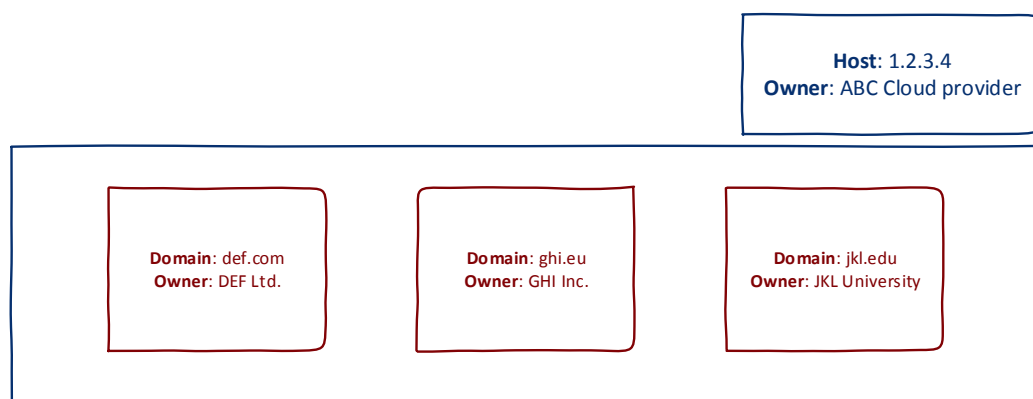 Host: 1.2.3.4
Owner: ABC Cloud provider
Domain: def.com
Owner: DEF Ltd.
Domain: ghi.eu
Owner: GHI Inc.
Domain: jkl.edu
Owner: JKL University